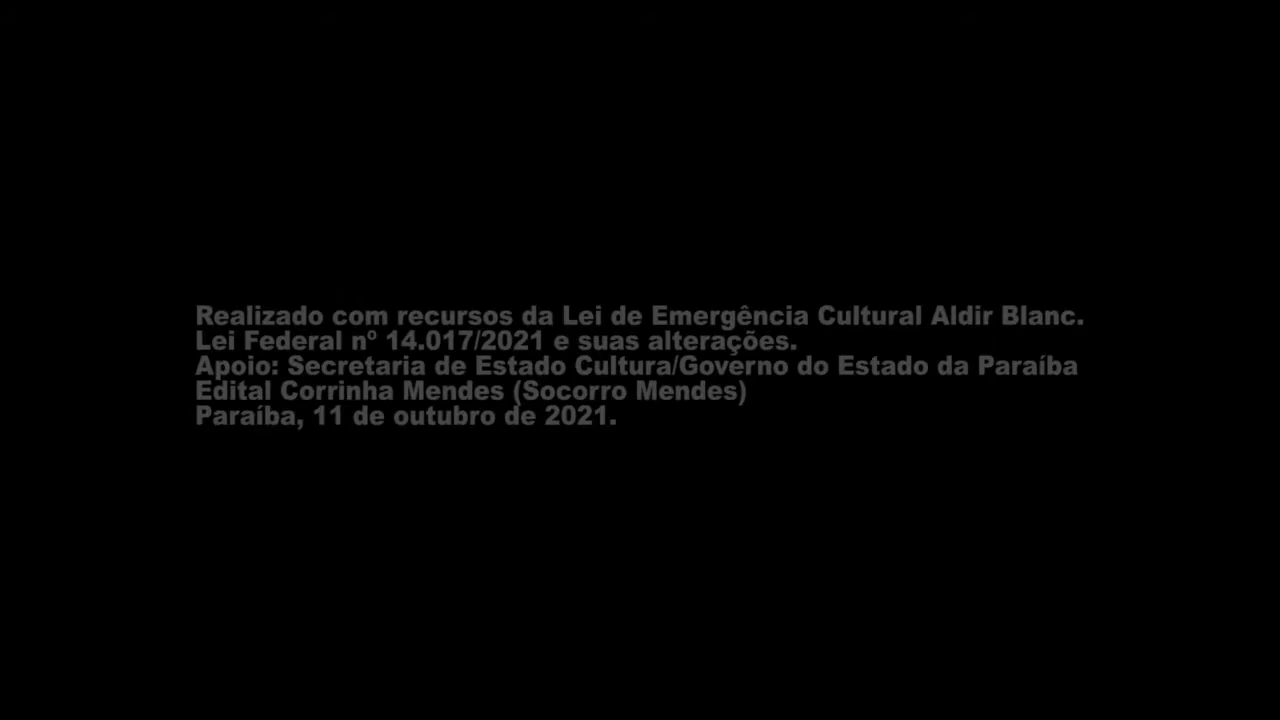 Realizado com recursos da Lei de Emergência Cultural Aldir Blanc.
Lei Federal nº 14.017/2021 e suas alterações.
Apoio: Secretaria de Estado Cultura/Governo do Estado da Paraíba
Edital Corrinha Mendes (Socorro Mendes)
Paraíba, 11 de outubro de 2021.